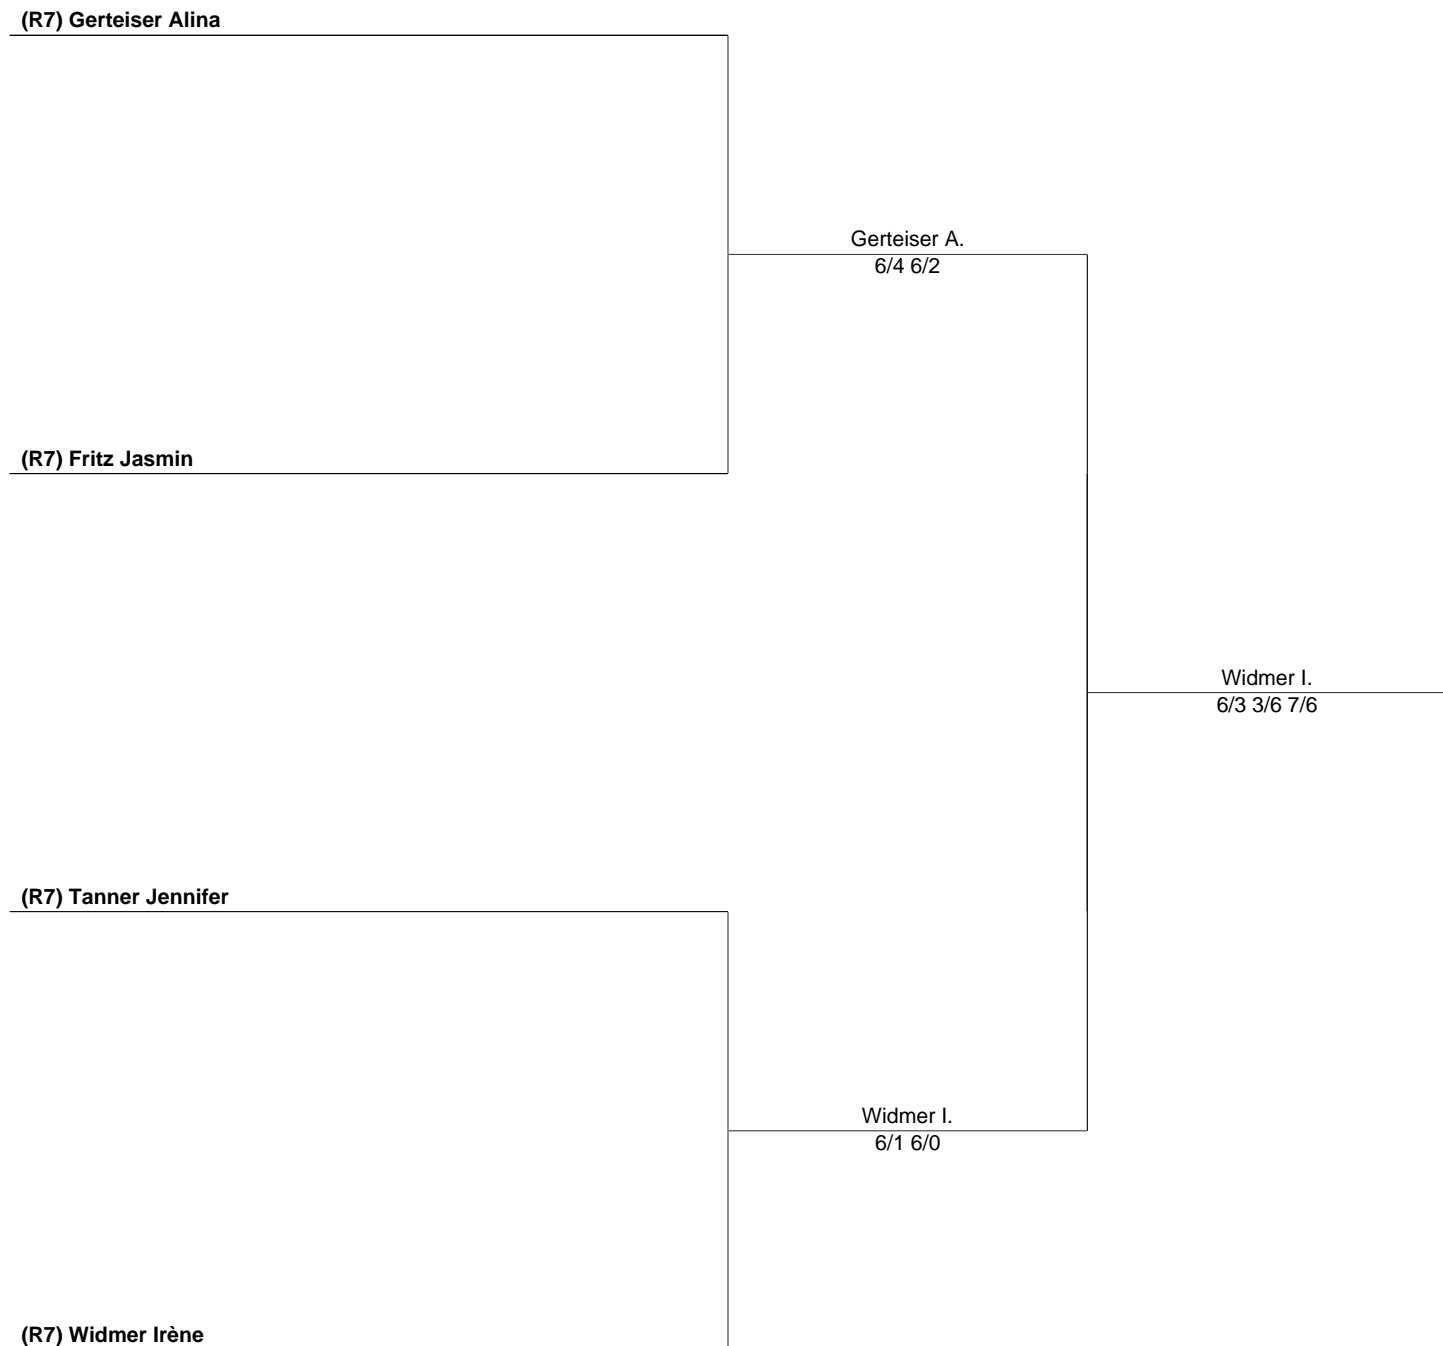 (R7) Gerteiser Alina
Gerteiser A.
6/4 6/2
(R7) Fritz Jasmin
Widmer I.
6/3 3/6 7/6
(R7) Tanner Jennifer
Widmer I.
6/1 6/0
(R7) Widmer Irène